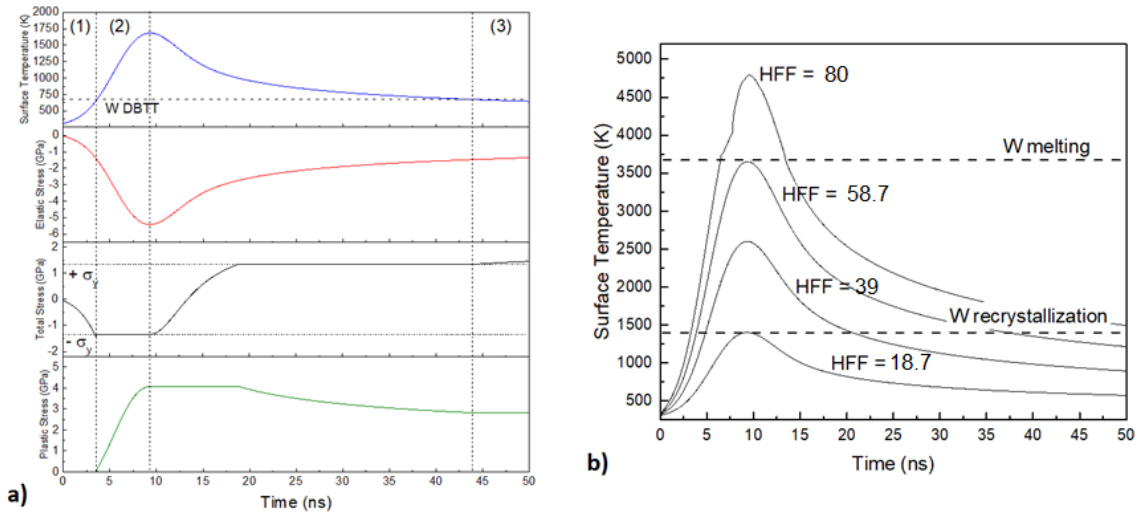 (1) (2) (3)
Surface Temperature (K)
2000
1750
1500
1250
1000
750
500
W DBTT
Elastic Stress (GPa)
0
-1
-2
-3
-4
-5
-6
Total Stress (GPa)
2
1
0
-1
-2
+ σy
- σy
Plastic Stress (GPa)
5
4
3
2
1
0
0 5 10 15 20 25 30 35 40 45 50
Time (ns)
a)
Surface Temperature (K)
5000
4500
4000
3500
3000
2500
2000
1500
1000
500
HFF = 80
W melting
HFF = 58.7
HFF = 39
W recrystallization
HFF = 18.7
0 5 10 15 20 25 30 35 40 45 50
Time (ns)
b)